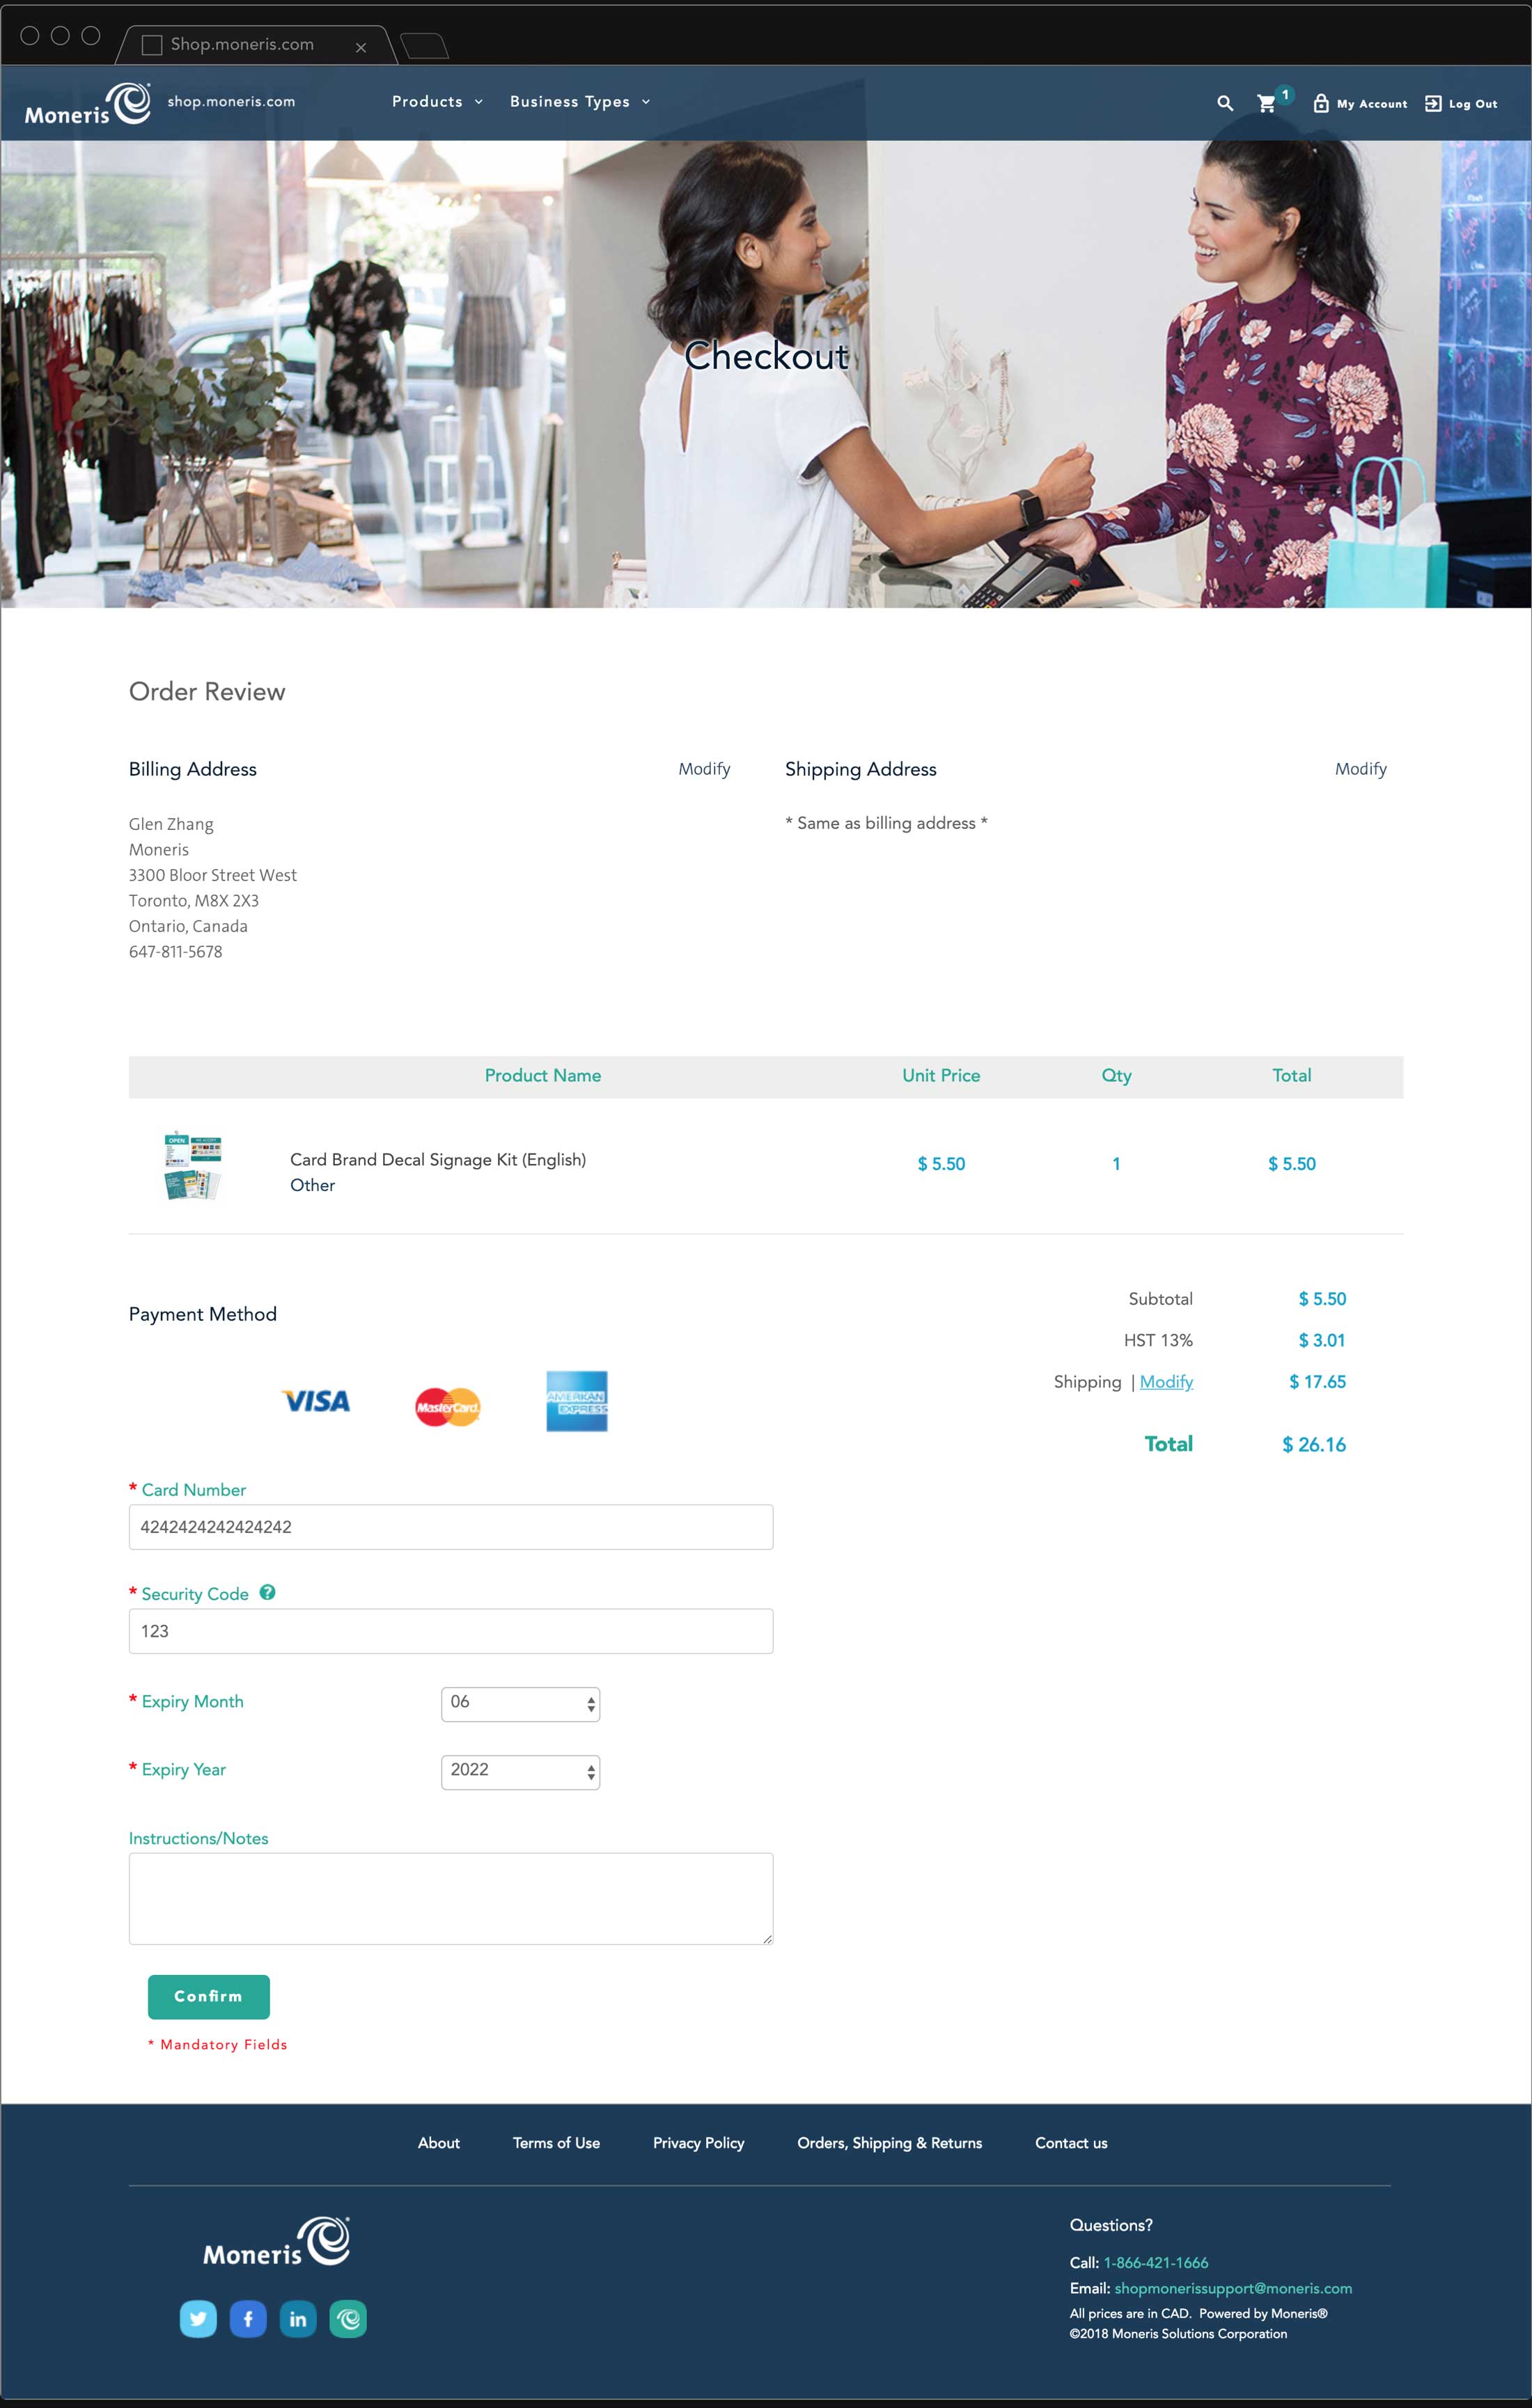 Shop.moneris.com
Moneris shop.moneris.com Products Business Types 1 My Account Log Out
Checkout
Order Review
Billing Address Modify Shipping Address Modify
Glen Zhang * Same as billing address *
Moneris
3300 Bloor Street West
Toronto, M8X 2X3
Ontario, Canada
647-811-5678
Product Name Unit Price Qty Total
OPEN
Card Brand Decal Signage Kit (English) $ 5.50 1 $ 5.50
Other
Subtotal $ 5.50
Payment Method
HST 13% $ 3.01
Shipping | Modify $ 17.65
VISA MasterCard AMERICAN EXPRESS
Total $ 26.16
* Card Number
4242424242424242
* Security Code ?
123
* Expiry Month 06
* Expiry Year 2022
Instructions/Notes
Confirm
* Mandatory Fields
About Terms of Use Privacy Policy Orders, Shipping & Returns Contact us
Moneris
Questions?
Call: 1-866-421-1666
Email: shopmonerissupport@moneris.com
All prices are in CAD. Powered by Moneris®
©2018 Moneris Solutions Corporation